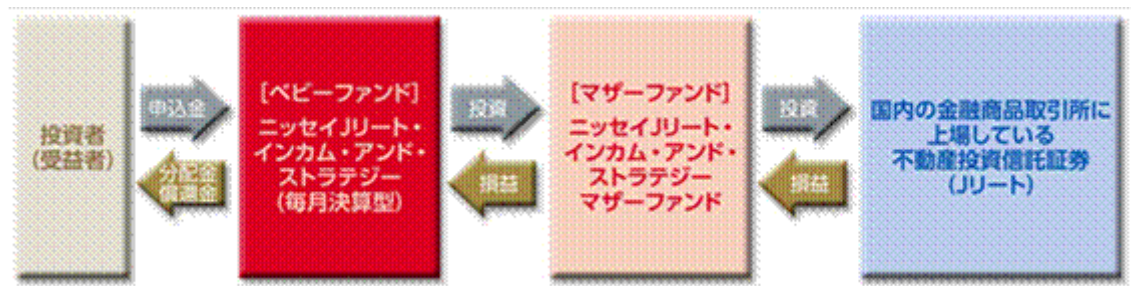 投資者
(受益者)
申込金
分配金
償還金
[ベビーファンド]
ニッセイJリート・
インカム・アンド・
ストラテジー
(毎月決算型)
投資
損益
[マザーファンド]
ニッセイJリート・
インカム・アンド・
ストラテジー
マザーファンド
投資
損益
国内の金融商品取引所に
上場している
不動産投資信託証券
(Jリート)